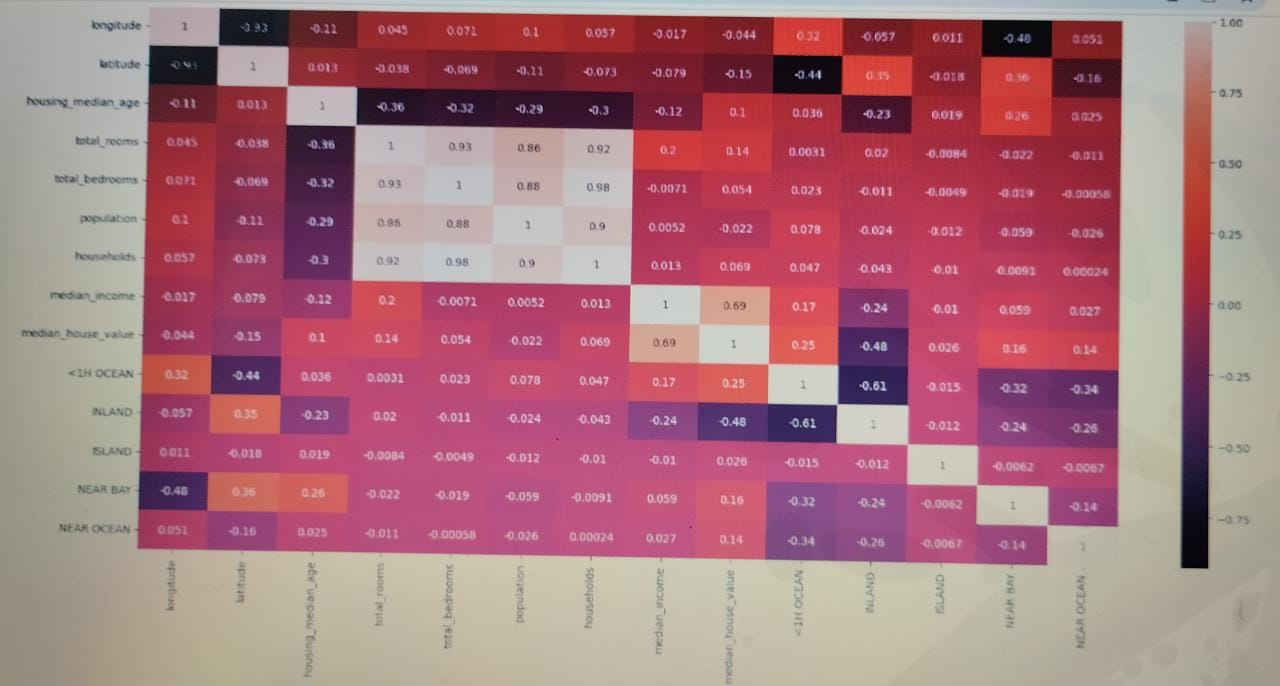 longitude 1 -0.93 -0.11 0.045 0.071 0.1 0.057 -0.017 -0.044 0.32 -0.057 0.011 -0.48 0.051
latitude 1 0.013 -0.038 -0.069 -0.11 -0.073 -0.079 -0.15 -0.44 0.35 -0.018 0.36 -0.16
housing_median_age -0.11 0.013 1 -0.36 -0.32 -0.29 -0.3 -0.12 0.1 0.036 -0.23 0.019 0.26 0.025
total_rooms 0.045 -0.038 -0.36 1 0.93 0.86 0.92 0.2 0.14 0.0031 0.02 -0.0084 -0.022 -0.011
total_bedrooms 0.071 -0.069 -0.32 0.93 1 0.88 0.98 -0.0071 0.054 0.023 -0.011 -0.0049 -0.019 -0.00058
population 0.1 -0.11 -0.29 0.86 0.88 1 0.9 0.0052 -0.022 0.078 -0.024 -0.012 -0.059 -0.026
households 0.057 -0.073 -0.3 0.92 0.98 0.9 1 0.013 0.069 0.047 -0.043 -0.01 -0.0091 0.00024
median_income -0.017 -0.079 -0.12 0.2 -0.0071 0.0052 0.013 1 0.69 0.17 -0.24 -0.01 0.059 0.027
median_house_value -0.044 -0.15 0.1 0.14 0.054 -0.022 0.069 0.69 1 0.25 -0.48 0.026 0.16 0.14
<1H OCEAN 0.32 -0.44 0.036 0.0031 0.023 0.078 0.047 0.17 0.25 1 -0.61 -0.015 -0.32 -0.34
INLAND -0.057 0.35 -0.23 0.02 -0.011 -0.024 -0.043 -0.24 -0.48 -0.61 1 -0.012 -0.24 -0.26
ISLAND 0.011 -0.018 0.019 -0.0084 -0.0049 -0.012 -0.01 -0.01 0.026 -0.015 -0.012 1 -0.0062 -0.0067
NEAR BAY -0.48 0.36 0.26 -0.022 -0.019 -0.059 -0.0091 0.059 0.16 -0.32 -0.24 -0.0062 1 -0.14
NEAR OCEAN 0.051 -0.16 0.025 -0.011 -0.00058 -0.026 0.00024 0.027 0.14 -0.34 -0.26 -0.0067 -0.14 1
longitude
latitude
housing_median_age
total_rooms
total_bedrooms
population
households
median_income
median_house_value
<1H OCEAN
INLAND
ISLAND
NEAR BAY
NEAR OCEAN
1.00
0.75
0.50
0.25
0.00
-0.25
-0.50
-0.75